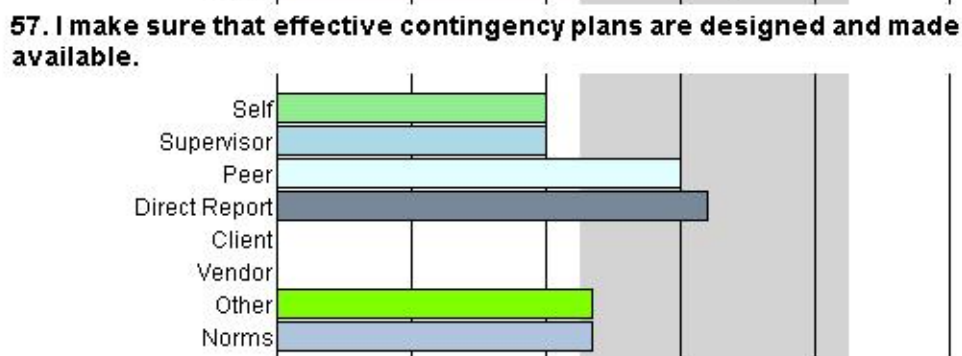 57. I make sure that effective contingency plans are designed and made
available.
Self
Supervisor
Peer
Direct Report
Client
Vendor
Other
Norms